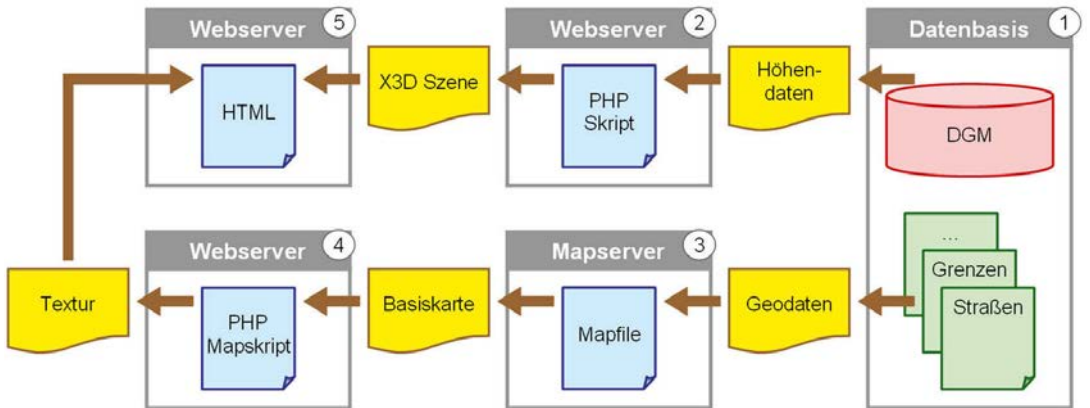 Webserver 5
HTML
X3D Szene
Webserver 2
PHP
Skript
Höhen-
daten
Datenbasis 1
DGM
Textur
Webserver 4
PHP
Mapskript
Basiskarte
Mapserver 3
Mapfile
Geodaten
...
Grenzen
Straßen